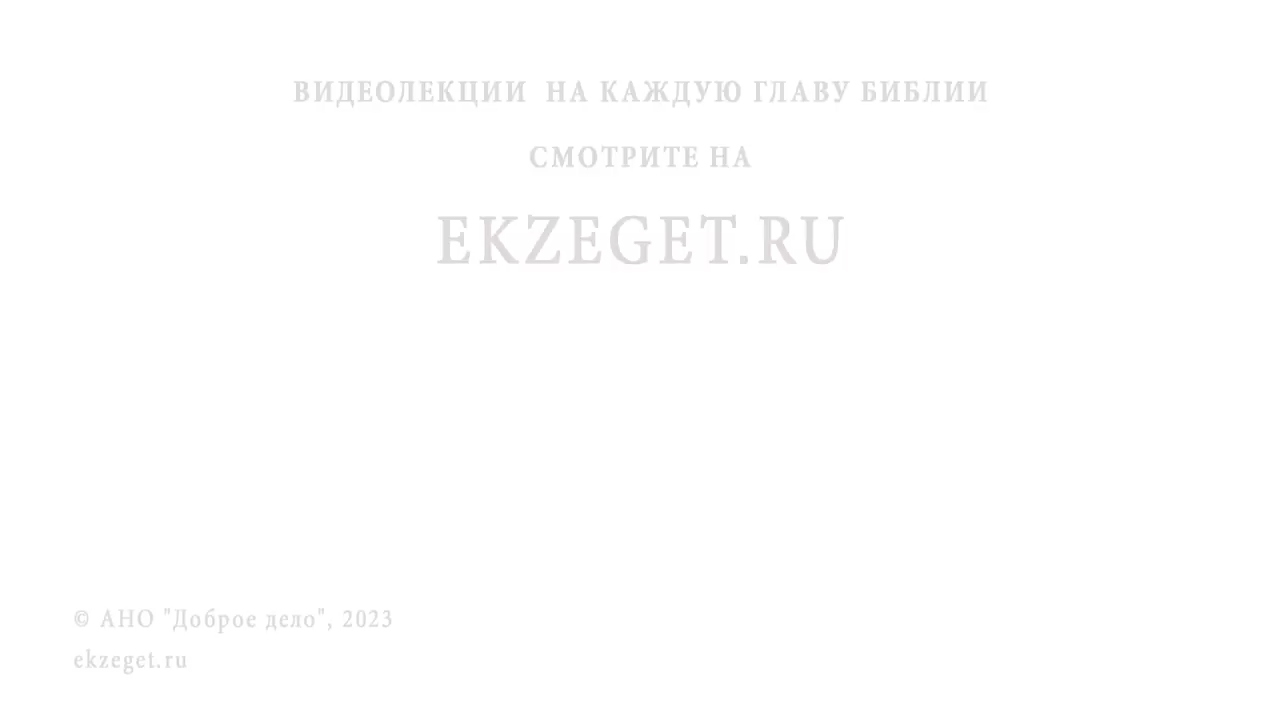 ВИДЕОЛЕКЦИИ НА КАЖДУЮ ГЛАВУ БИБЛИИ
СМОТРИТЕ НА
EKZEGET.RU
© АНО "Доброе дело", 2023
ekzeget.ru